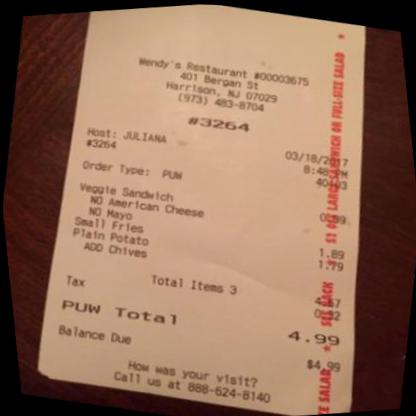 Wendy's Restaurant #00003675
401 Bergan St
Harrison, NJ 07029
(973) 483-8704
#3264
Host: JULIANA 03/18/2017
#3264 8:48 PM
Order Type: PUW
Veggie Sandwich 0.99
NO American Cheese
NO Mayo
Small Fries 1.89
Plain Potato 1.79
ADD Chives
Total Items 3 4.67
Tax 0.32
PUW Total 4.99
Balance Due $4.99
How was your visit?
Call us at 888-624-8140
$1 OFF LARGE SANDWICH OR FULL-SIZE SALAD *
* SEE BACK *
SALAD